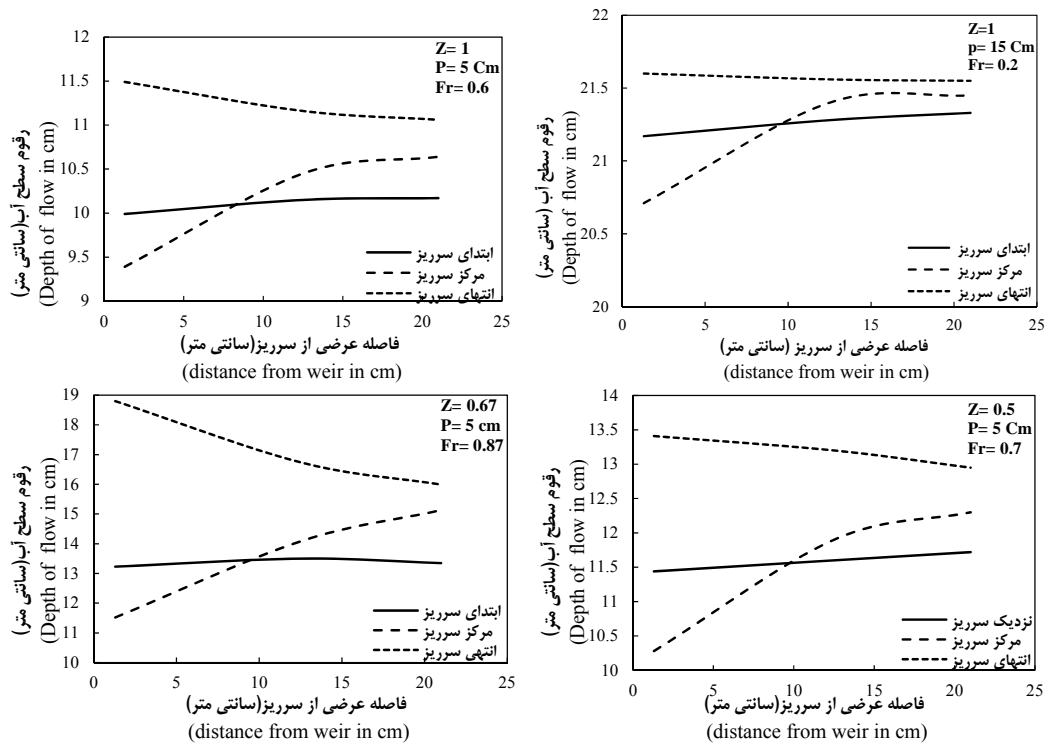 12
11.5
11
10.5
10
9.5
9
0
5
10
15
20
25
Z= 1
P= 5 Cm
Fr= 0.6
رقوم سطح آب(سانتی متر)
(Depth of flow in cm)
ابتدای سرریز
مرکز سرریز
انتهای سرریز
فاصله عرضی از سرریز(سانتی متر)
(distance from weir in cm)
22
21.5
21
20.5
20
0
5
10
15
20
25
Z=1
p= 15 Cm
Fr= 0.2
رقوم سطح آب (سانتی متر)
(Depth of flow in cm)
ابتدای سرریز
مرکز سرریز
انتهای سرریز
فاصله عرضی از سرریز(سانتی متر)
(distance from weir in cm)
19
18
17
16
15
14
13
12
11
10
0
5
10
15
20
25
Z= 0.67
P= 5 cm
Fr= 0.87
رقوم سطح آب(سانتی متر)
(Depth of flow in cm)
ابتدای سرریز
مرکز سرریز
انتهی سرریز
فاصله عرضی از سرریز(سانتی متر)
(distance from weir in cm)
14
13.5
13
12.5
12
11.5
11
10.5
10
0
5
10
15
20
25
Z= 0.5
P= 5 Cm
Fr= 0.7
رقوم سطح آب(سانتی متر)
(Depth of flow in cm)
نزدیک سرریز
مرکز سرریز
انتهای سرریز
فاصله عرضی از سرریز(سانتی متر)
(distance from weir in cm)